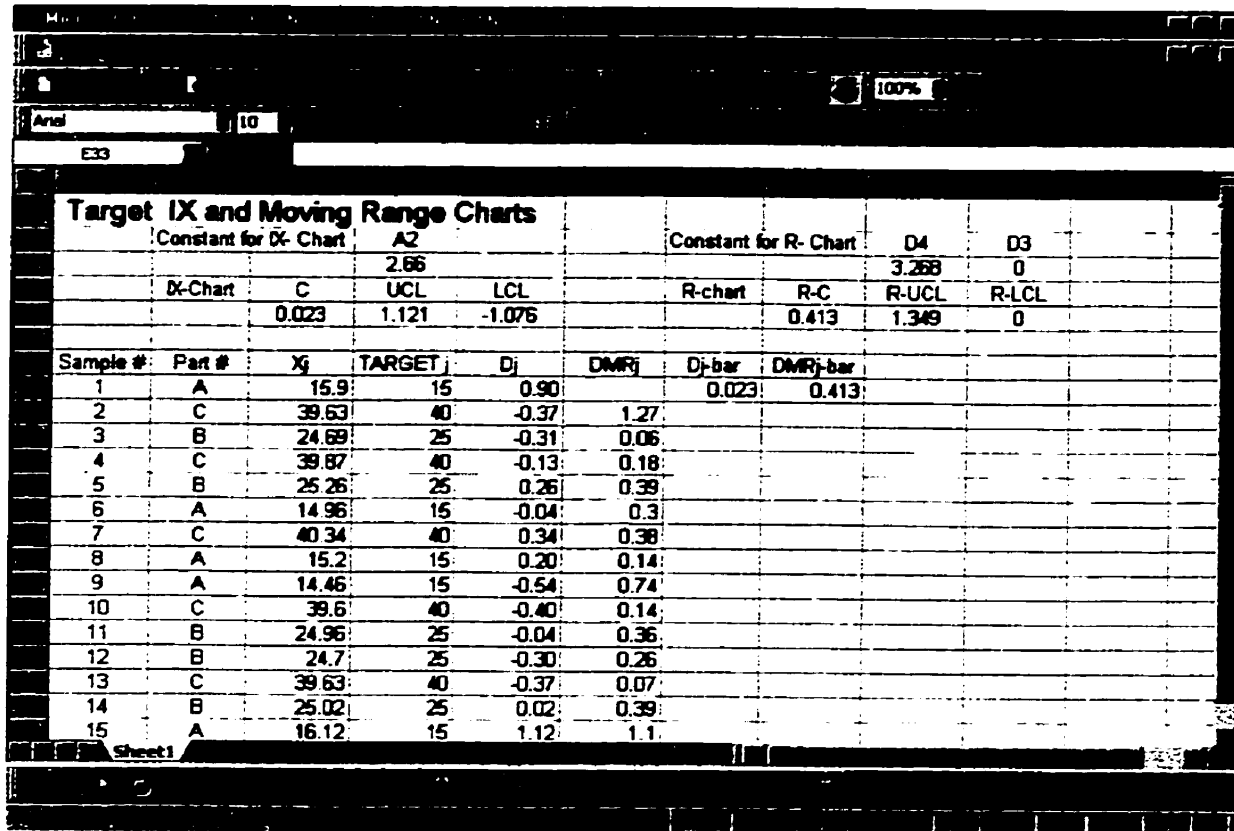 100%
Arial 10
E33
Target IX and Moving Range Charts
Constant for IX- Chart A2 Constant for R- Chart D4 D3
2.66 3.268 0
IX-Chart C UCL LCL R-chart R-C R-UCL R-LCL
0.023 1.121 -1.076 0.413 1.349 0
Sample # Part # Xj TARGET j Dj DMRj Dj-bar DMRj-bar
1 A 15.9 15 0.90 0.023 0.413
2 C 39.63 40 -0.37 1.27
3 B 24.69 25 -0.31 0.06
4 C 39.87 40 -0.13 0.18
5 B 25.26 25 0.26 0.39
6 A 14.96 15 -0.04 0.3
7 C 40.34 40 0.34 0.38
8 A 15.2 15 0.20 0.14
9 A 14.46 15 -0.54 0.74
10 C 39.6 40 -0.40 0.14
11 B 24.96 25 -0.04 0.36
12 B 24.7 25 -0.30 0.26
13 C 39.63 40 -0.37 0.07
14 B 25.02 25 0.02 0.39
15 A 16.12 15 1.12 1.1
Sheet1